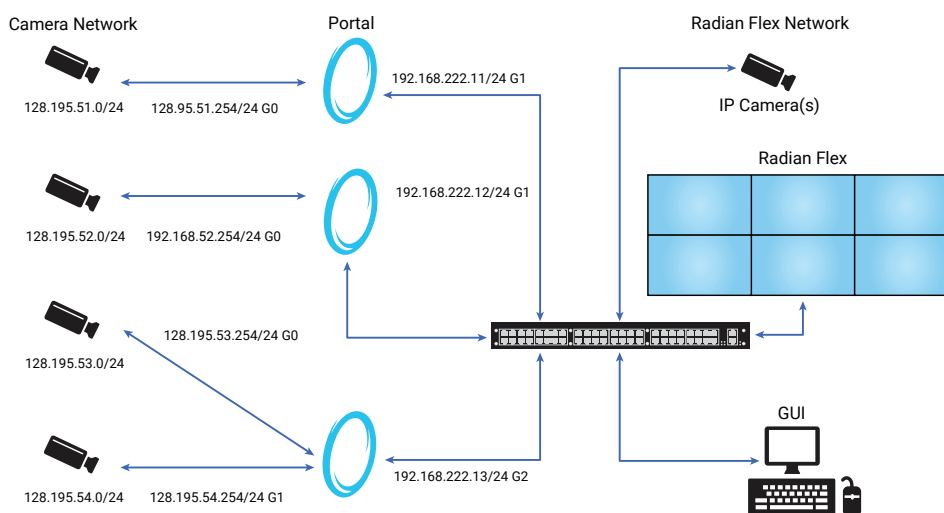 Camera Network
Portal
Radian Flex Network
128.195.51.0/24
128.95.51.254/24 G0
192.168.222.11/24 G1
IP Camera(s)
Radian Flex
128.195.52.0/24
192.168.52.254/24 G0
192.168.222.12/24 G1
128.195.53.0/24
128.195.53.254/24 G0
GUI
128.195.54.0/24
128.195.54.254/24 G1
192.168.222.13/24 G2